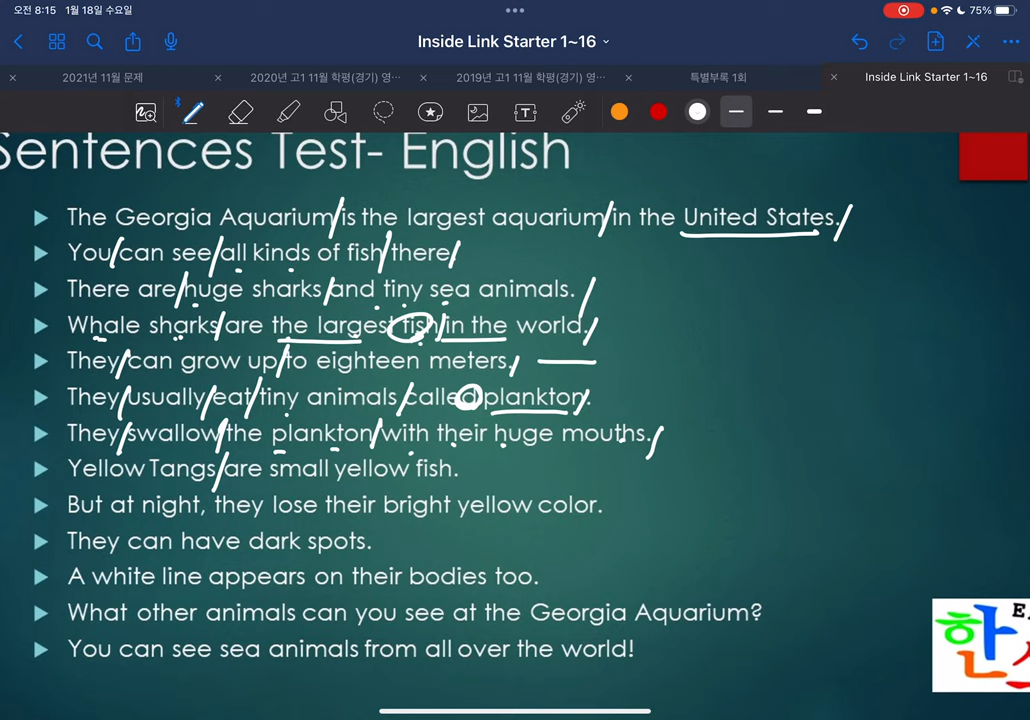 오전 8:15 1월 18일 수요일
75%
Inside Link Starter 1~16
2021년 11월 문제
2020년 고1 11월 학평(경기) 영…
2019년 고1 11월 학평(경기) 영…
특별부록 1회
Inside Link Starter 1~16
Sentences Test- English
The Georgia Aquarium/is the largest aquarium/in the United States./
You/can see/all kinds of fish/there/
There are/huge sharks/and tiny sea animals./
Whale sharks/are the largest fish/in the world./
They/can grow up/to eighteen meters./
They/usually/eat/tiny animals/called plankton/.
They/swallow/the plankton/with their huge mouths./
Yellow Tangs/are small yellow fish.
But at night, they lose their bright yellow color.
They can have dark spots.
A white line appears on their bodies too.
What other animals can you see at the Georgia Aquarium?
You can see sea animals from all over the world!
한